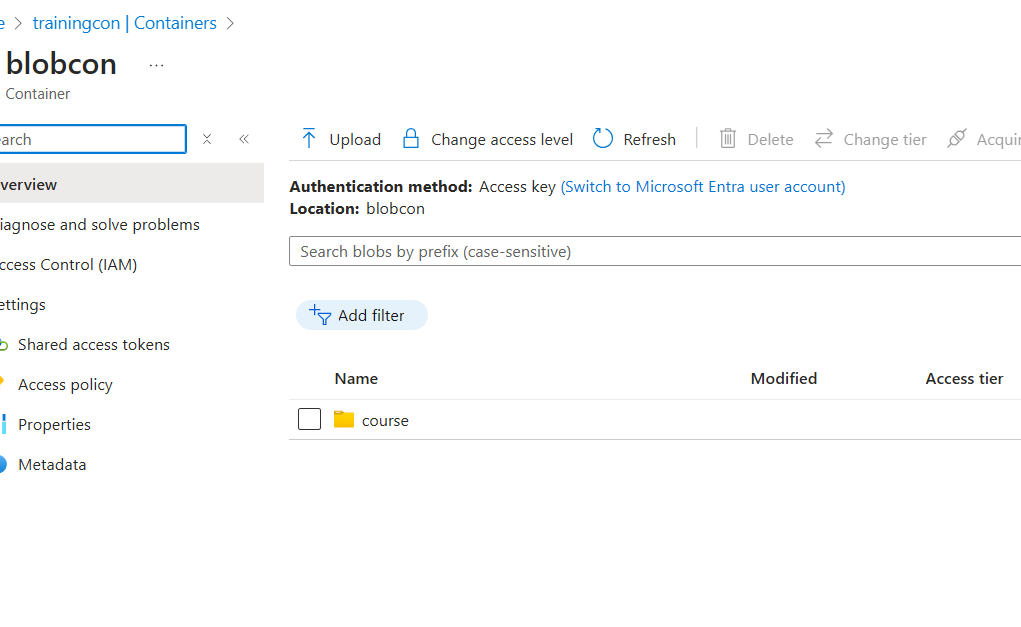 e > trainingcon | Containers >
blobcon ...
Container
earch
Upload Change access level Refresh Delete Change tier Acquir
verview
Authentication method: Access key (Switch to Microsoft Entra user account)
Location: blobcon
iagnose and solve problems
Search blobs by prefix (case-sensitive)
ccess Control (IAM)
ettings
Add filter
Shared access tokens
Access policy
Name Modified Access tier
Properties
course
Metadata